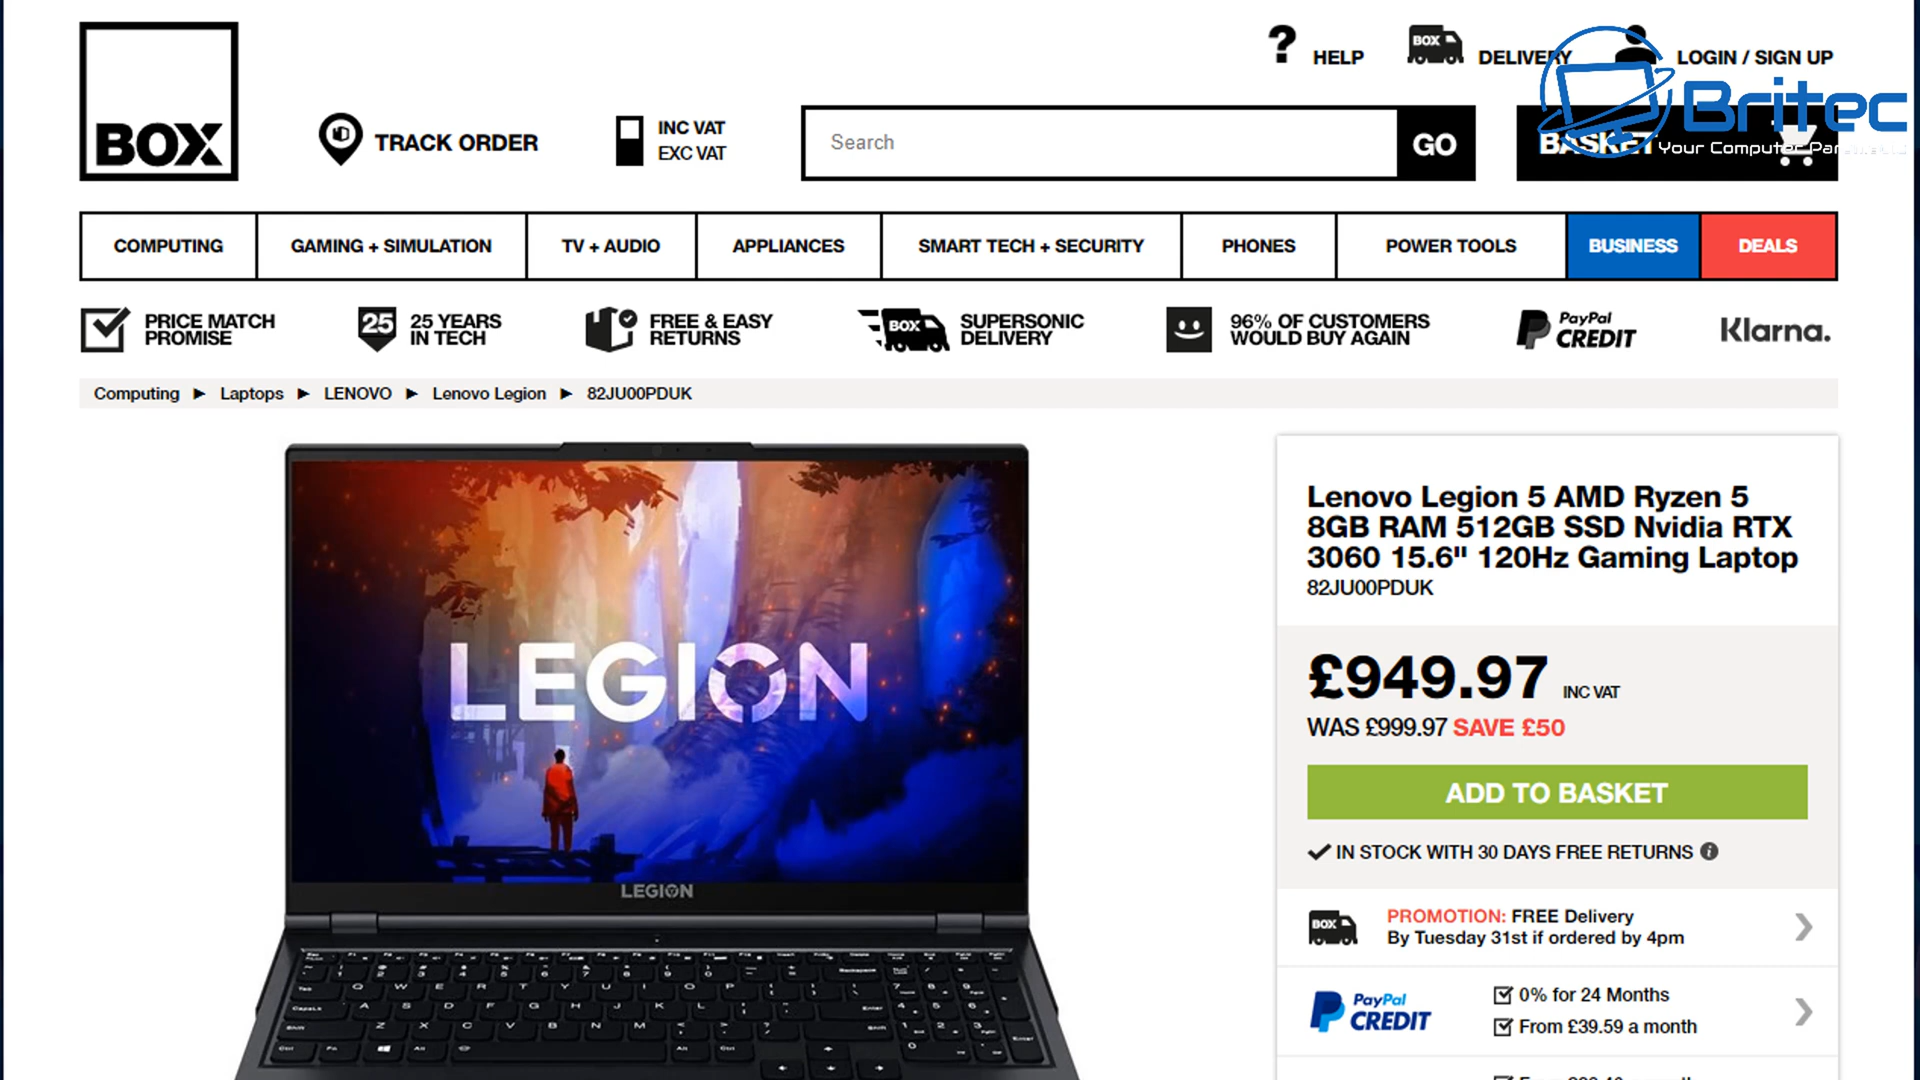 HELP
DELIVERY
LOGIN / SIGN UP
BOX
BOX
TRACK ORDER
INC VAT
EXC VAT
Search
GO
BASKET
Britec
Your Computer
COMPUTING
GAMING + SIMULATION
TV + AUDIO
APPLIANCES
SMART TECH + SECURITY
PHONES
POWER TOOLS
BUSINESS
DEALS
PRICE MATCH
PROMISE
25
25 YEARS
IN TECH
FREE & EASY
RETURNS
BOX
SUPERSONIC
DELIVERY
96% OF CUSTOMERS
WOULD BUY AGAIN
PayPal
CREDIT
Klarna.
Computing ► Laptops ► LENOVO ► Lenovo Legion ► 82JU00PDUK
LEGION
LEGION
Lenovo Legion 5 AMD Ryzen 5
8GB RAM 512GB SSD Nvidia RTX
3060 15.6" 120Hz Gaming Laptop
82JU00PDUK
£949.97 INC VAT
WAS £999.97 SAVE £50
ADD TO BASKET
IN STOCK WITH 30 DAYS FREE RETURNS
BOX
PROMOTION: FREE Delivery
By Tuesday 31st if ordered by 4pm
PayPal
CREDIT
0% for 24 Months
From £39.59 a month